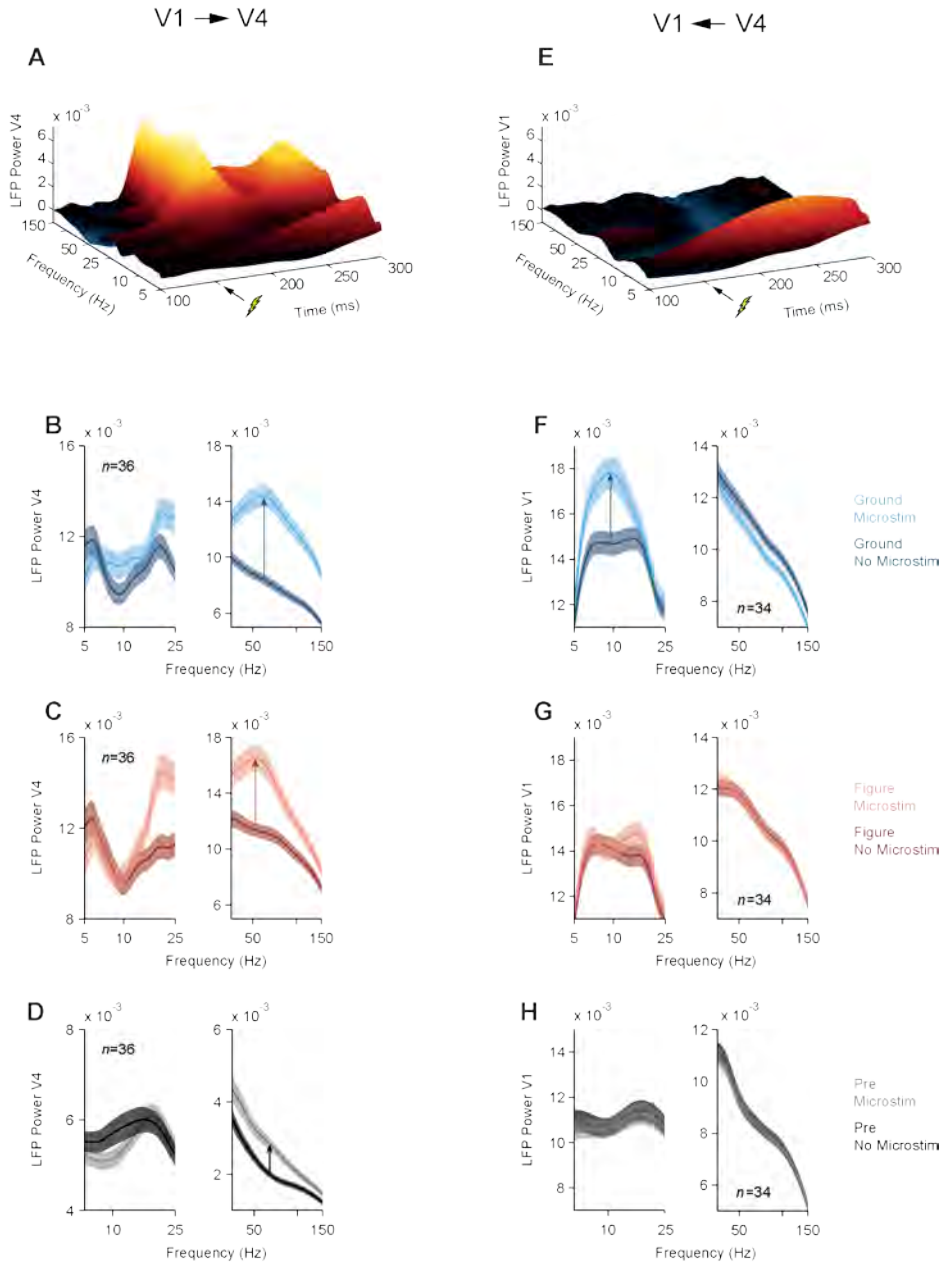 V1 → V4
V1 ← V4
A
x 10⁻³
LFP Power V4
6
4
2
0
150
50
25
10
5
Frequency (Hz)
100
200
250
300
Time (ms)
E
x 10⁻³
LFP Power V1
6
4
2
0
150
50
25
10
5
Frequency (Hz)
100
200
250
300
Time (ms)
B
x 10⁻³
16
12
8
LFP Power V4
n=36
5
10
25
x 10⁻³
18
14
10
6
50
150
Frequency (Hz)
F
x 10⁻³
18
16
14
12
LFP Power V1
5
10
25
x 10⁻³
14
12
10
8
n=34
50
150
Frequency (Hz)
Ground
Microstim
Ground
No Microstim
C
x 10⁻³
16
12
8
LFP Power V4
n=36
5
10
25
x 10⁻³
18
14
10
6
50
150
Frequency (Hz)
G
x 10⁻³
18
16
14
12
LFP Power V1
5
10
25
x 10⁻³
14
12
10
8
n=34
50
150
Frequency (Hz)
Figure
Microstim
Figure
No Microstim
D
x 10⁻³
8
6
4
LFP Power V4
n=36
10
25
x 10⁻³
6
4
2
50
150
Frequency (Hz)
H
x 10⁻³
14
12
10
8
LFP Power V1
10
25
x 10⁻³
12
10
8
6
n=34
50
150
Frequency (Hz)
Pre
Microstim
Pre
No Microstim